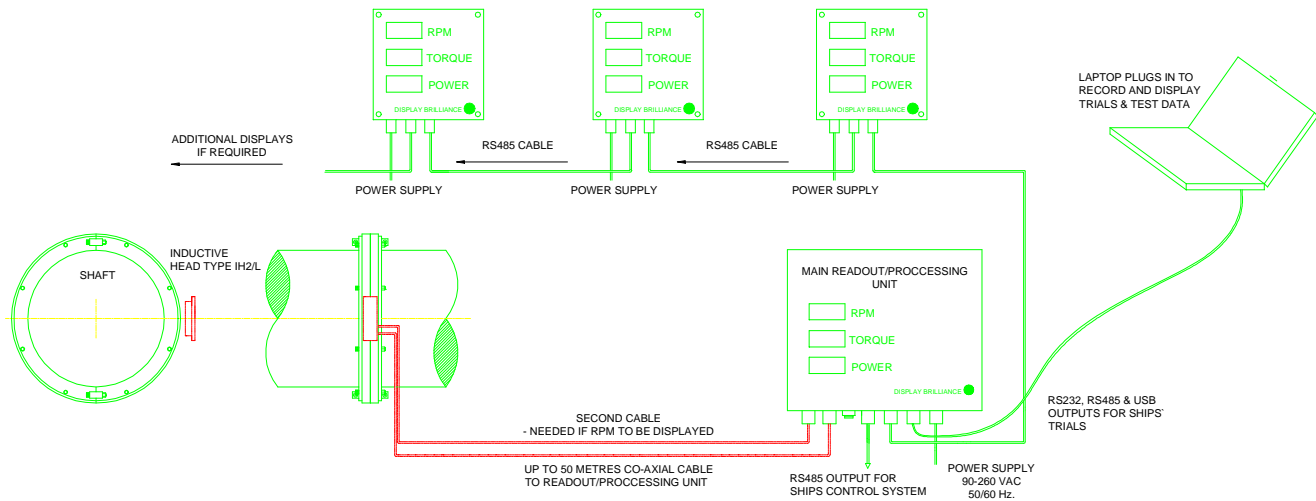 RPM
TORQUE
POWER
DISPLAY BRILLIANCE
RPM
TORQUE
POWER
DISPLAY BRILLIANCE
RPM
TORQUE
POWER
DISPLAY BRILLIANCE
LAPTOP PLUGS IN TO
RECORD AND DISPLAY
TRIALS & TEST DATA
ADDITIONAL DISPLAYS
IF REQUIRED
RS485 CABLE
RS485 CABLE
POWER SUPPLY
POWER SUPPLY
POWER SUPPLY
SHAFT
INDUCTIVE
HEAD TYPE IH2/L
MAIN READOUT/PROCCESSING
UNIT
RPM
TORQUE
POWER
DISPLAY BRILLIANCE
SECOND CABLE
- NEEDED IF RPM TO BE DISPLAYED
UP TO 50 METRES CO-AXIAL CABLE
TO READOUT/PROCCESSING UNIT
RS485 OUTPUT FOR
SHIPS CONTROL SYSTEM
POWER SUPPLY
90-260 VAC
50/60 Hz.
RS232, RS485 & USB
OUTPUTS FOR SHIPS'
TRIALS